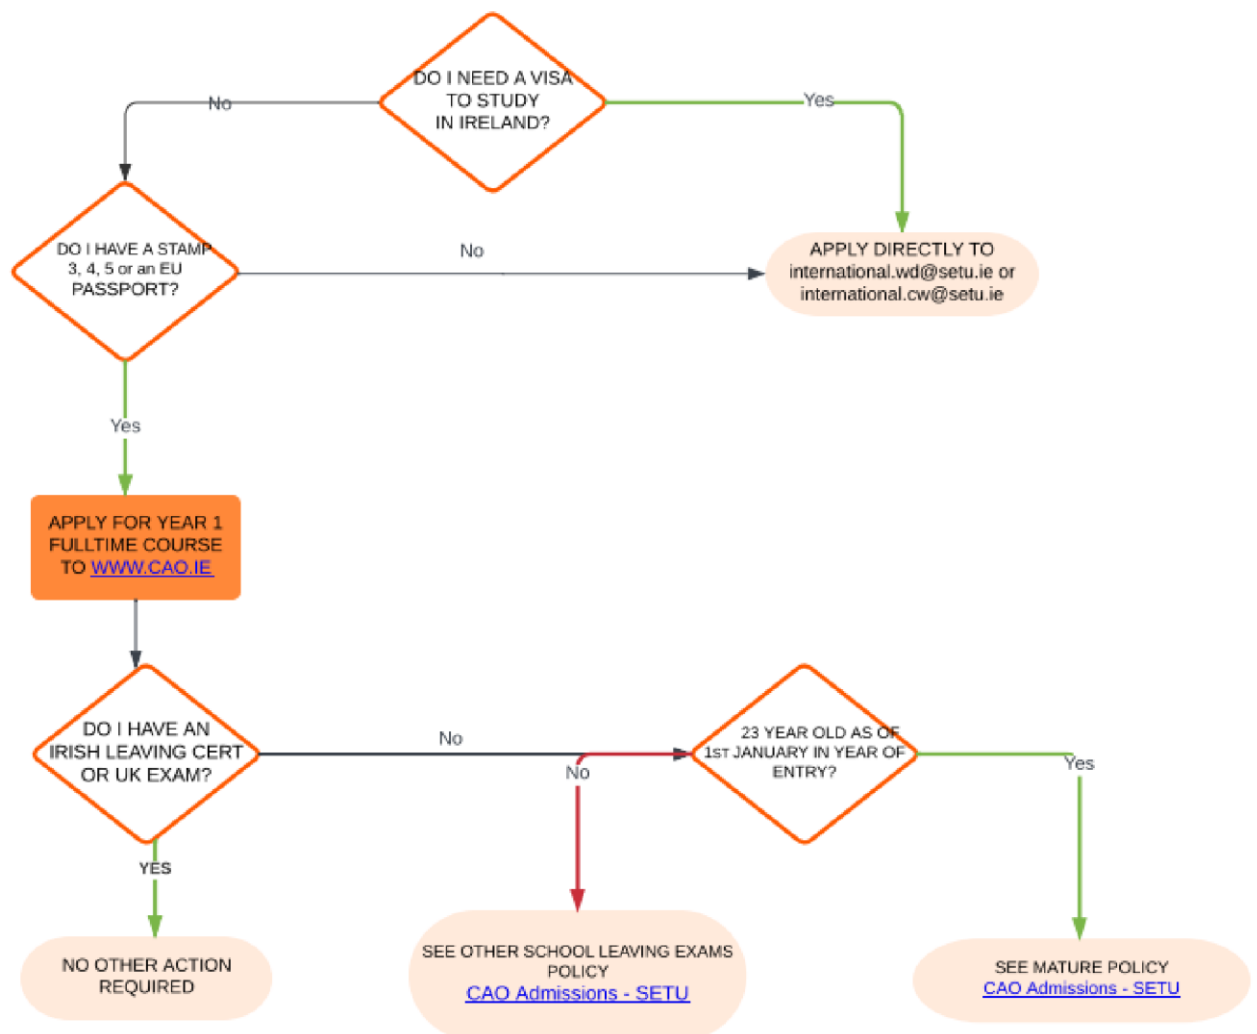 DO I NEED A VISA
TO STUDY
IN IRELAND?
No
Yes
DO I HAVE A STAMP
3, 4, 5 or an EU
PASSPORT?
No
APPLY DIRECTLY TO
international.wd@setu.ie or
international.cw@setu.ie
Yes
APPLY FOR YEAR 1
FULLTIME COURSE
TO WWW.CAO.IE
DO I HAVE AN
IRISH LEAVING CERT
OR UK EXAM?
No
23 YEAR OLD AS OF
1ST JANUARY IN YEAR OF
ENTRY?
No
Yes
YES
NO OTHER ACTION
REQUIRED
SEE OTHER SCHOOL LEAVING EXAMS
POLICY
CAO Admissions - SETU
SEE MATURE POLICY
CAO Admissions - SETU